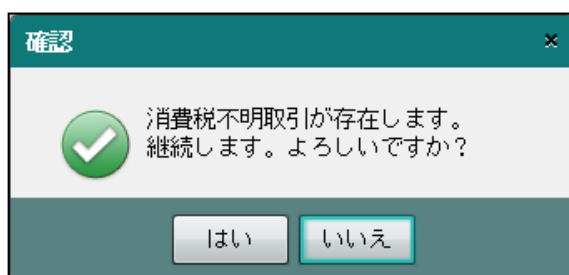 確認
消費税不明取引が存在します。
継続します。よろしいですか？
はい
いいえ